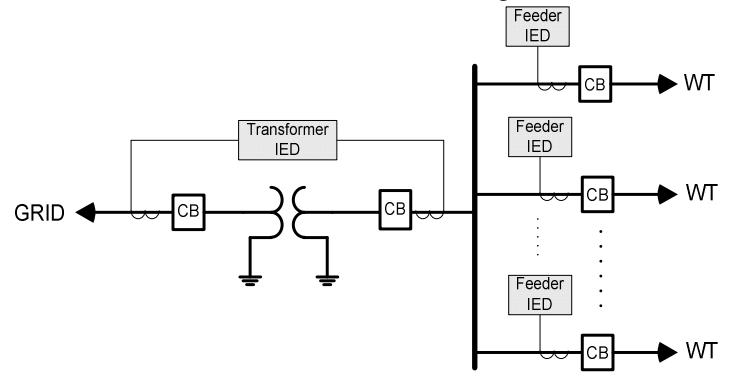 Feeder
IED
CB
WT
Transformer
IED
Feeder
IED
CB
WT
GRID
CB
CB
Feeder
IED
CB
WT